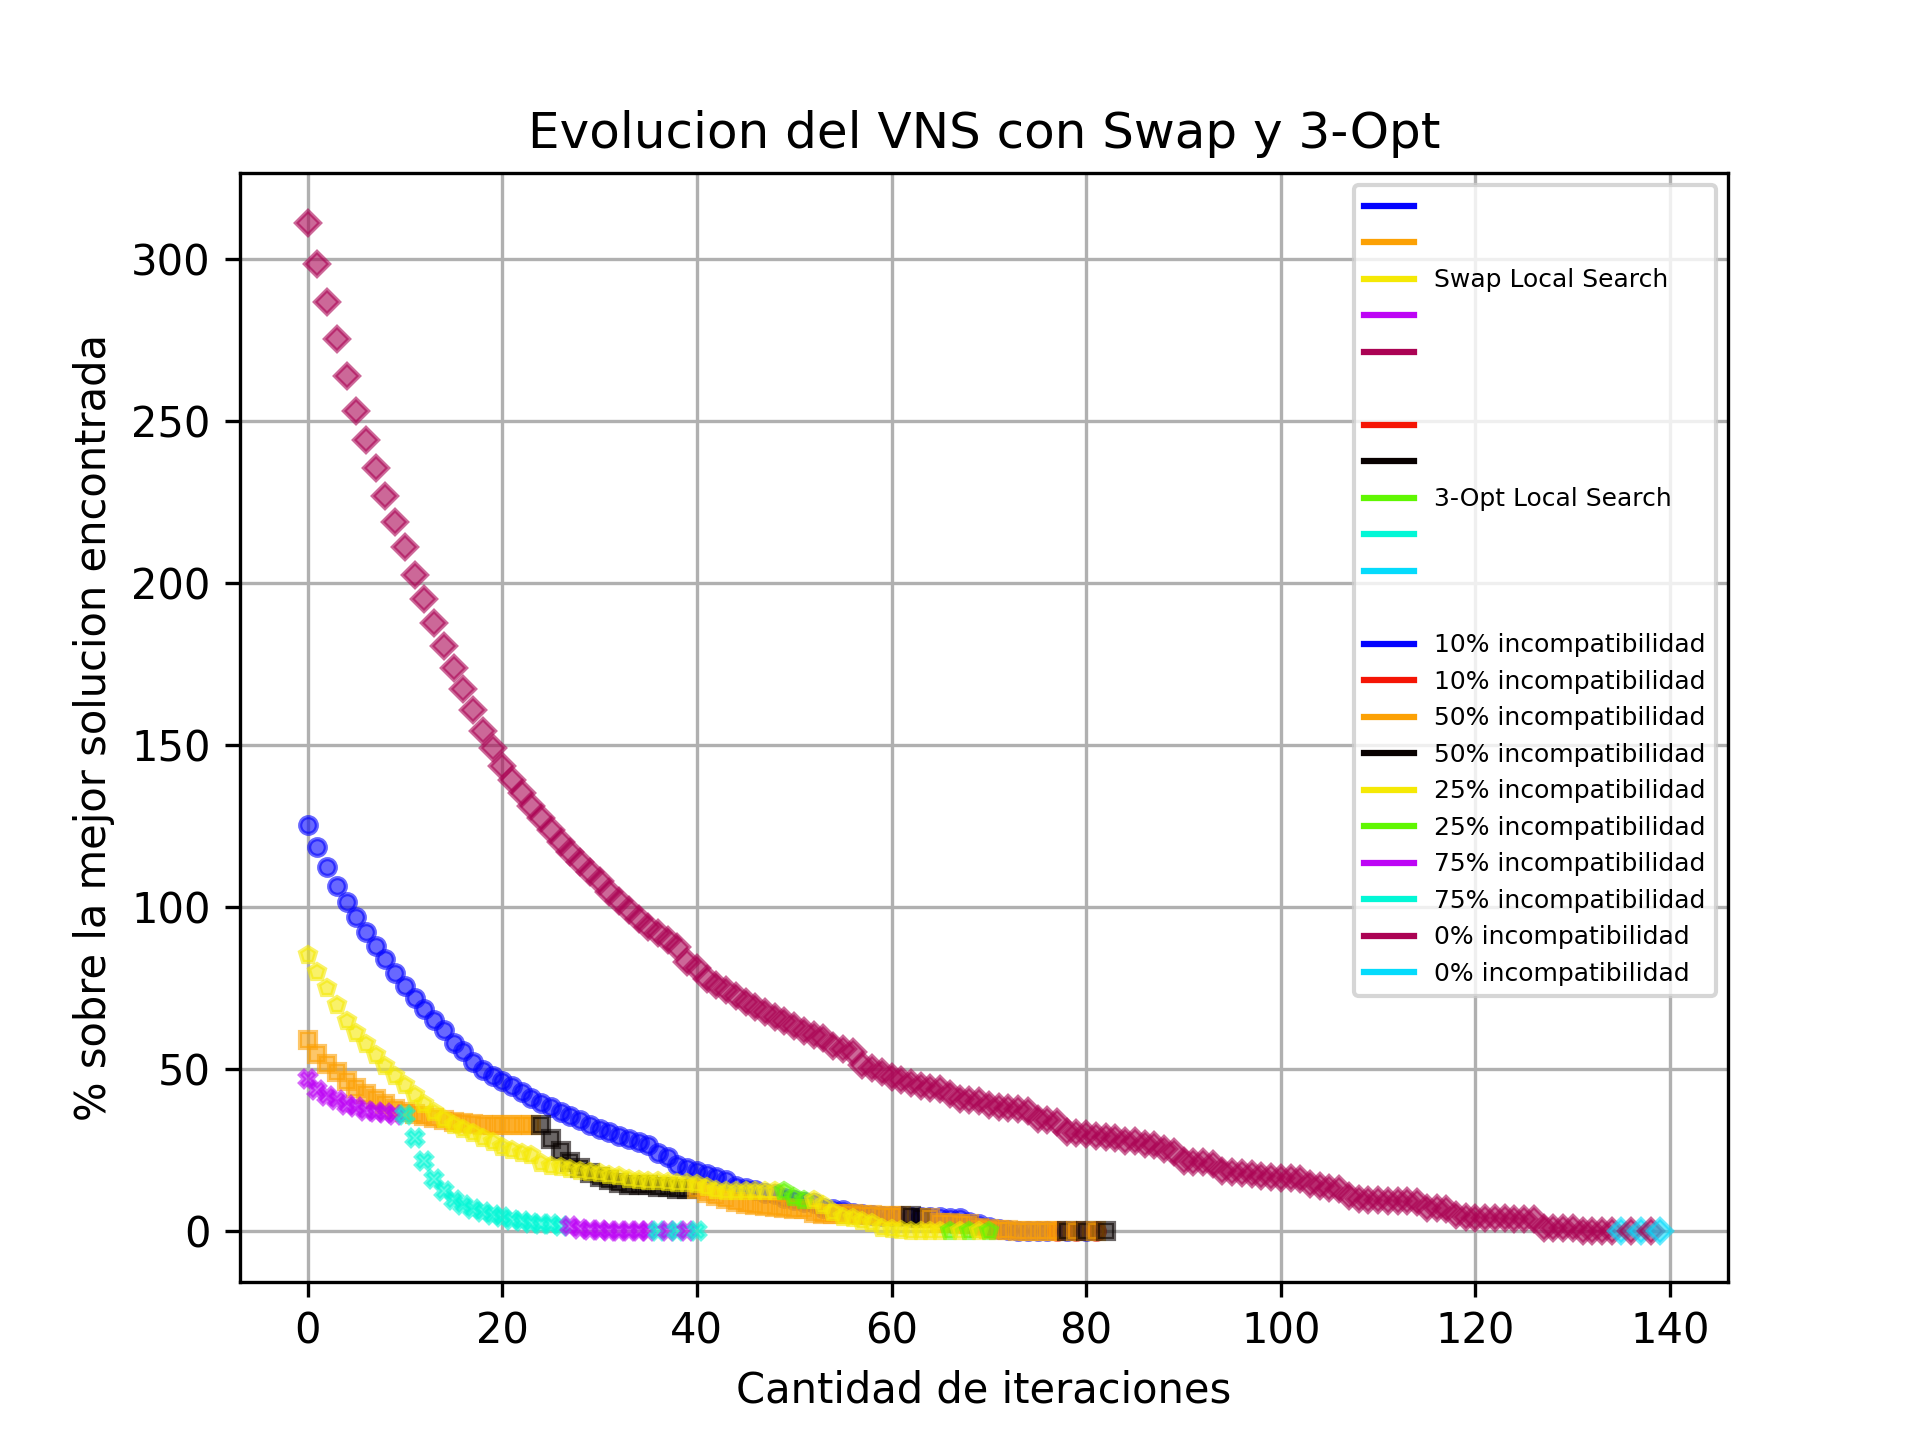 Evolucion del VNS con Swap y 3-Opt
% sobre la mejor solucion encontrada
300
250
200
150
100
50
0
0 20 40 60 80 100 120 140
Cantidad de iteraciones
Swap Local Search
3-Opt Local Search
10% incompatibilidad
10% incompatibilidad
50% incompatibilidad
50% incompatibilidad
25% incompatibilidad
25% incompatibilidad
75% incompatibilidad
75% incompatibilidad
0% incompatibilidad
0% incompatibilidad